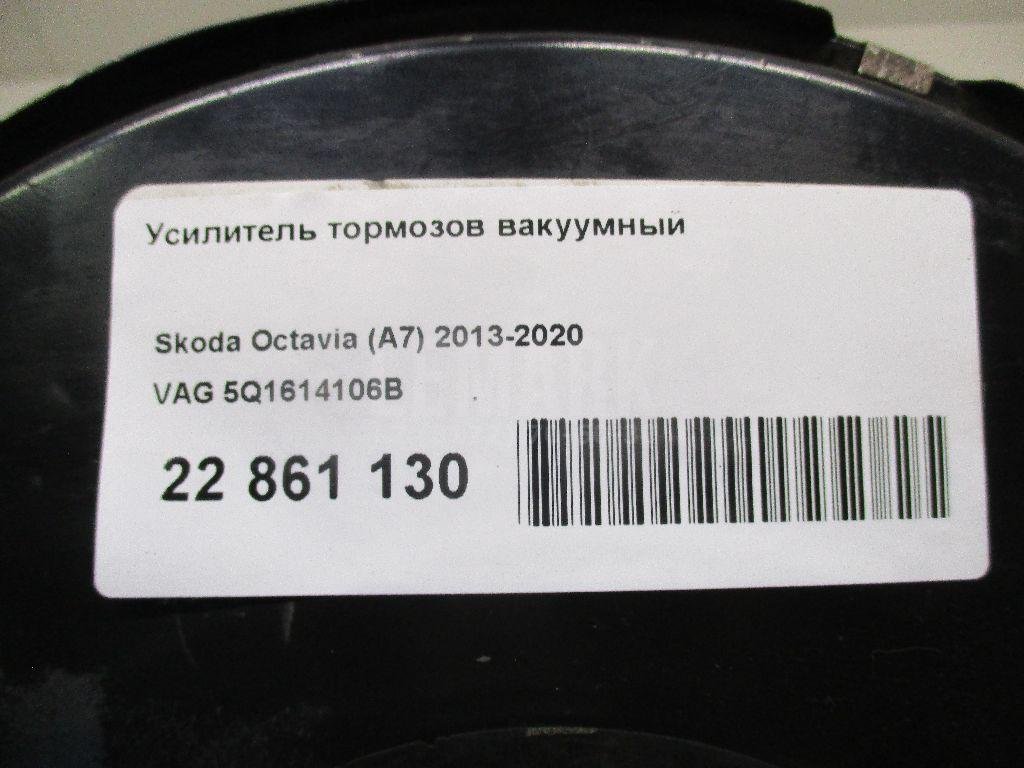 Усилитель тормозов вакуумный
Skoda Octavia (A7) 2013-2020
VAG 5Q1614106B
22 861 130